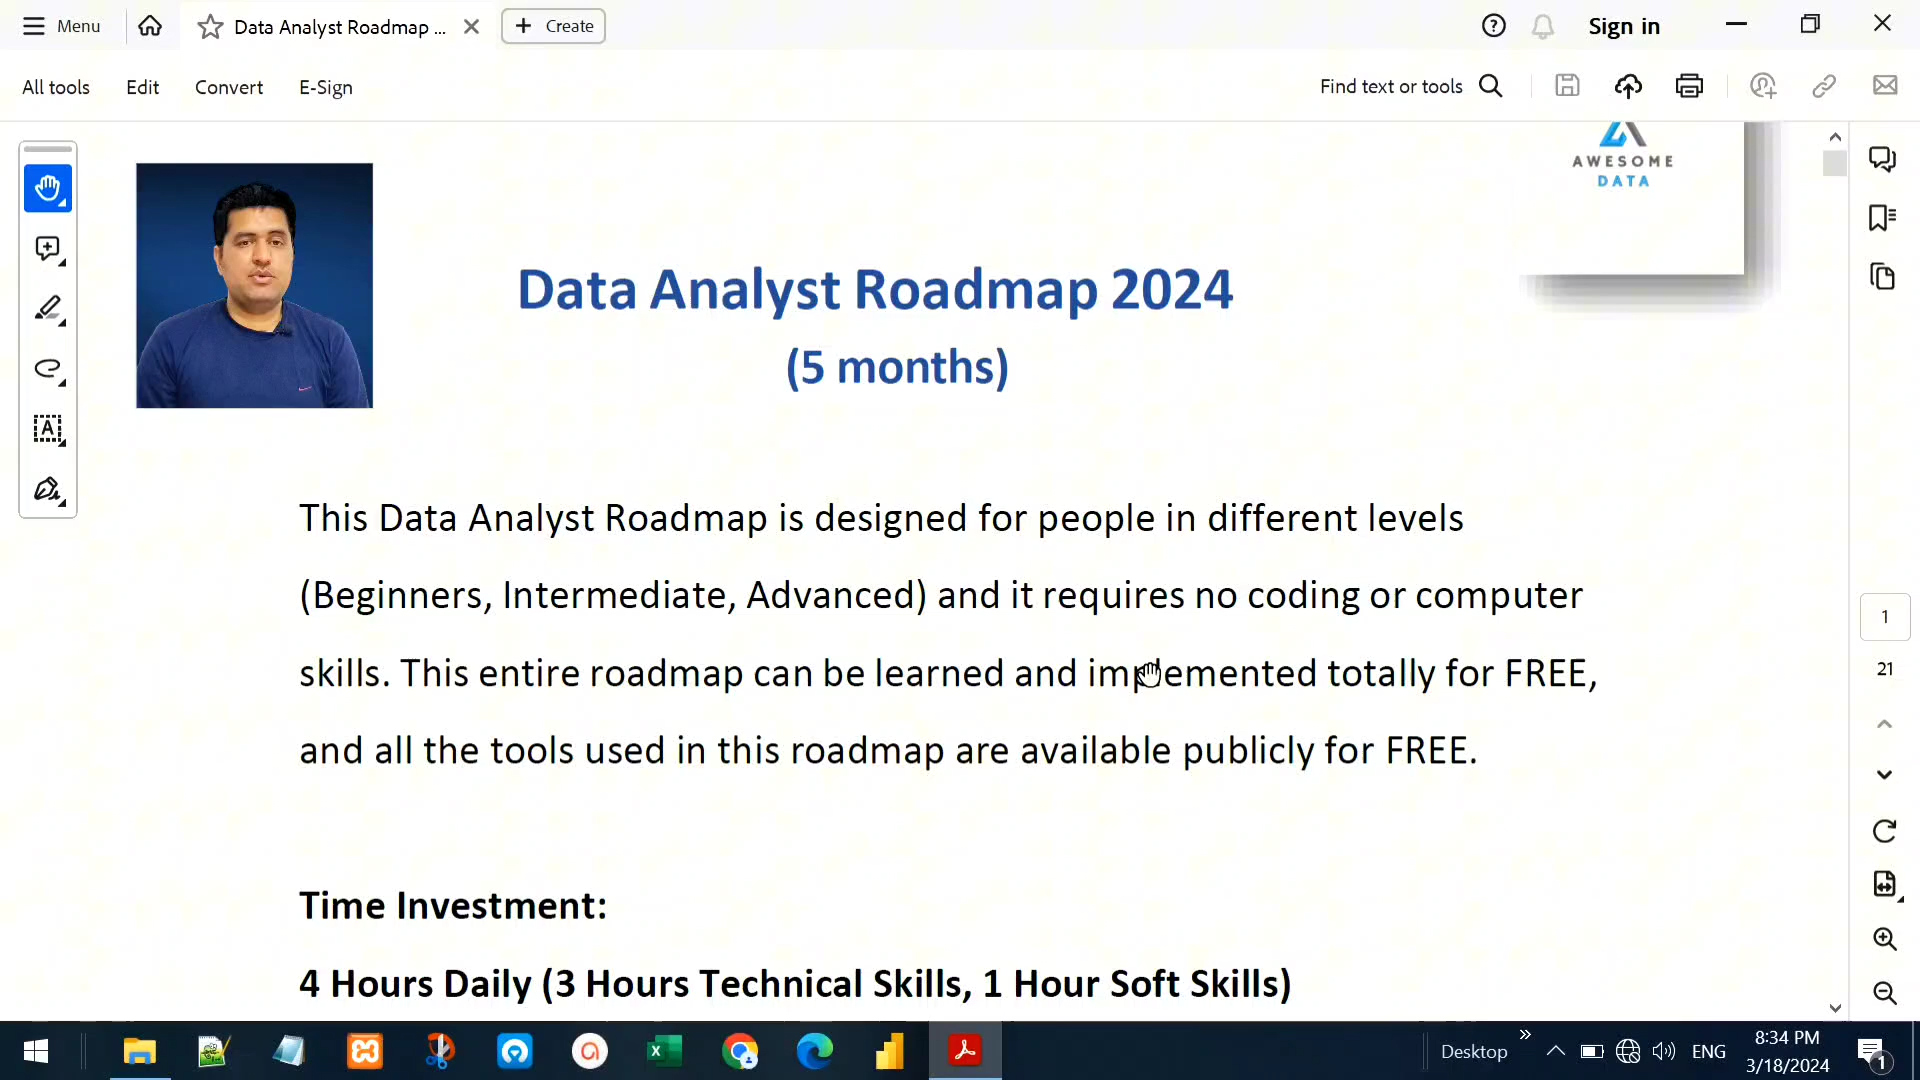 Menu
Data Analyst Roadmap ...
Create
Sign in
All tools
Edit
Convert
E-Sign
Find text or tools
AWESOME
DATA
Data Analyst Roadmap 2024
(5 months)
This Data Analyst Roadmap is designed for people in different levels
(Beginners, Intermediate, Advanced) and it requires no coding or computer
skills. This entire roadmap can be learned and implemented totally for FREE,
and all the tools used in this roadmap are available publicly for FREE.
Time Investment:
4 Hours Daily (3 Hours Technical Skills, 1 Hour Soft Skills)
1
21
Desktop
ENG
8:34 PM
3/18/2024
1